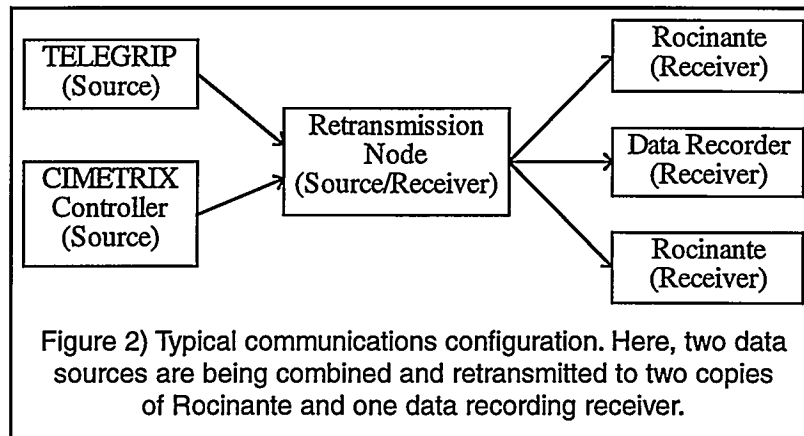 TELEGRIP
(Source)
CIMETRIX
Controller
(Source)
Retransmission
Node
(Source/Receiver)
Rocinante
(Receiver)
Data Recorder
(Receiver)
Rocinante
(Receiver)
Figure 2) Typical communications configuration. Here, two data
sources are being combined and retransmitted to two copies
of Rocinante and one data recording receiver.